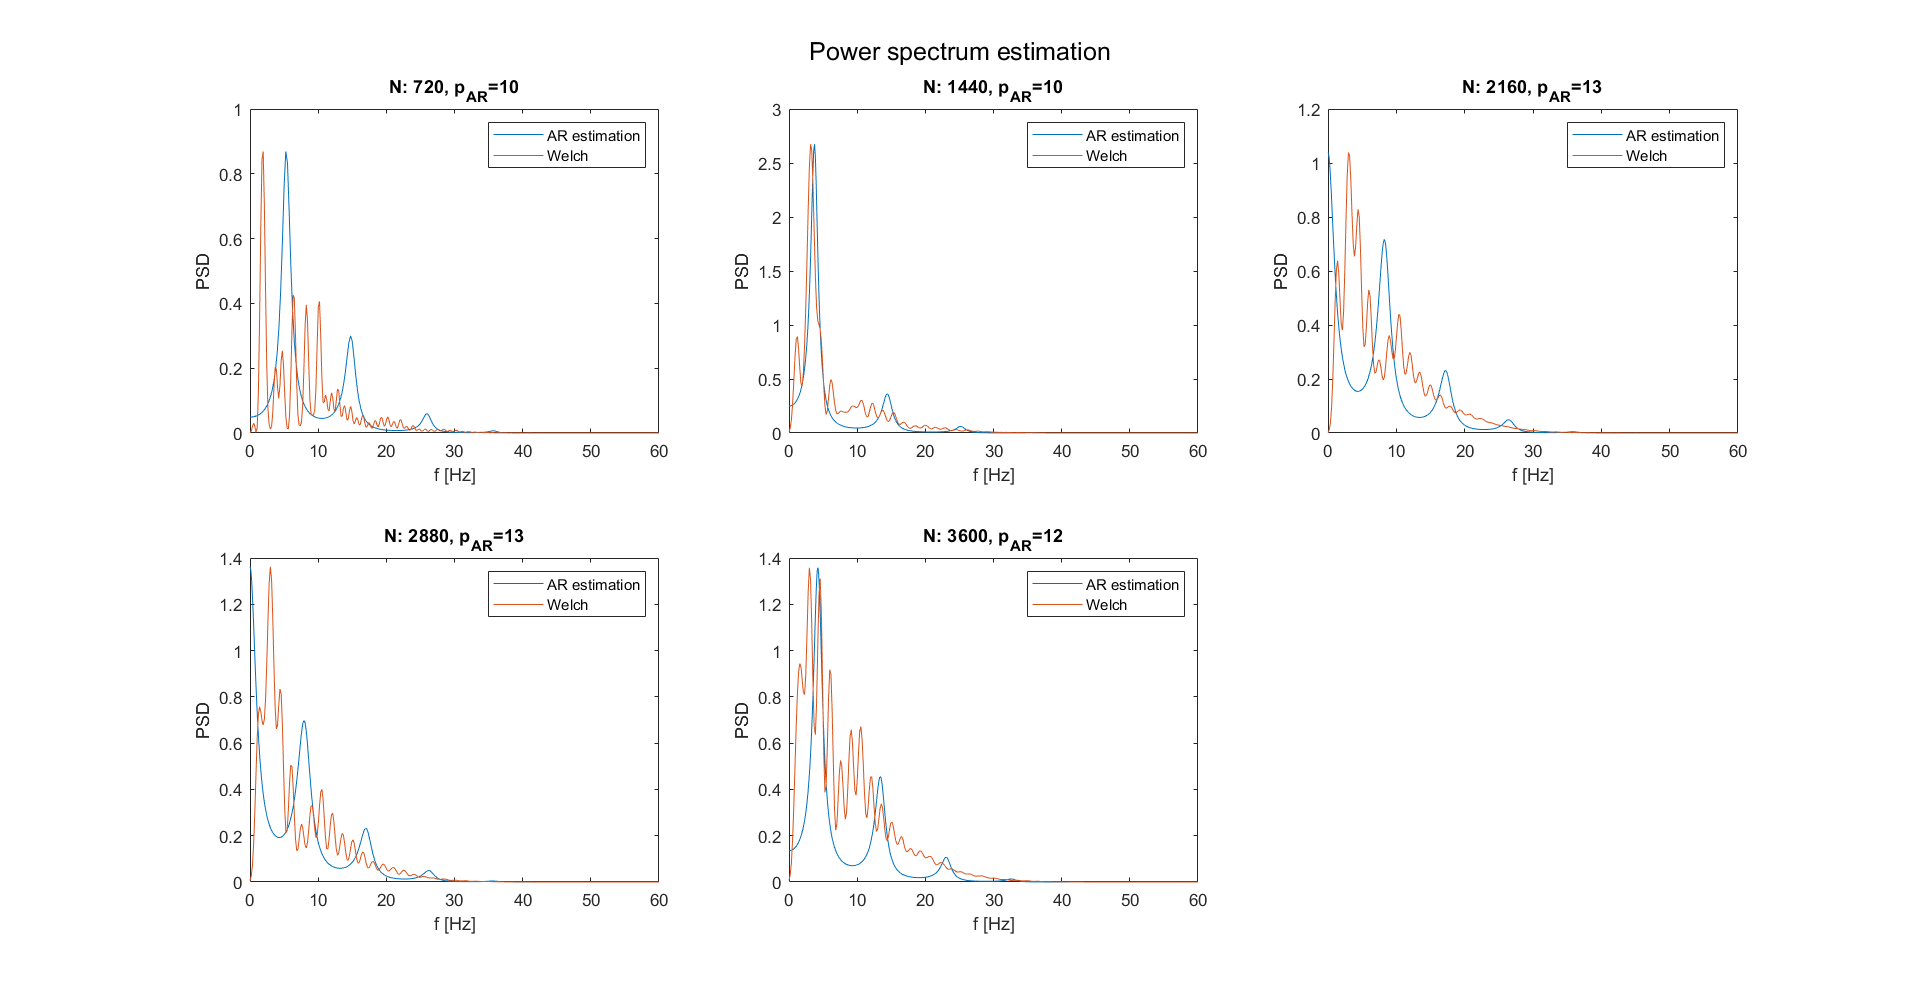 Power spectrum estimation
N: 720, p_AR=10
1
0.8
0.6
0.4
0.2
0
PSD
AR estimation
Welch
0 10 20 30 40 50 60
f [Hz]
N: 1440, p_AR=10
3
2.5
2
1.5
1
0.5
0
PSD
AR estimation
Welch
0 10 20 30 40 50 60
f [Hz]
N: 2160, p_AR=13
1.2
1
0.8
0.6
0.4
0.2
0
PSD
AR estimation
Welch
0 10 20 30 40 50 60
f [Hz]
N: 2880, p_AR=13
1.4
1.2
1
0.8
0.6
0.4
0.2
0
PSD
AR estimation
Welch
0 10 20 30 40 50 60
f [Hz]
N: 3600, p_AR=12
1.4
1.2
1
0.8
0.6
0.4
0.2
0
PSD
AR estimation
Welch
0 10 20 30 40 50 60
f [Hz]